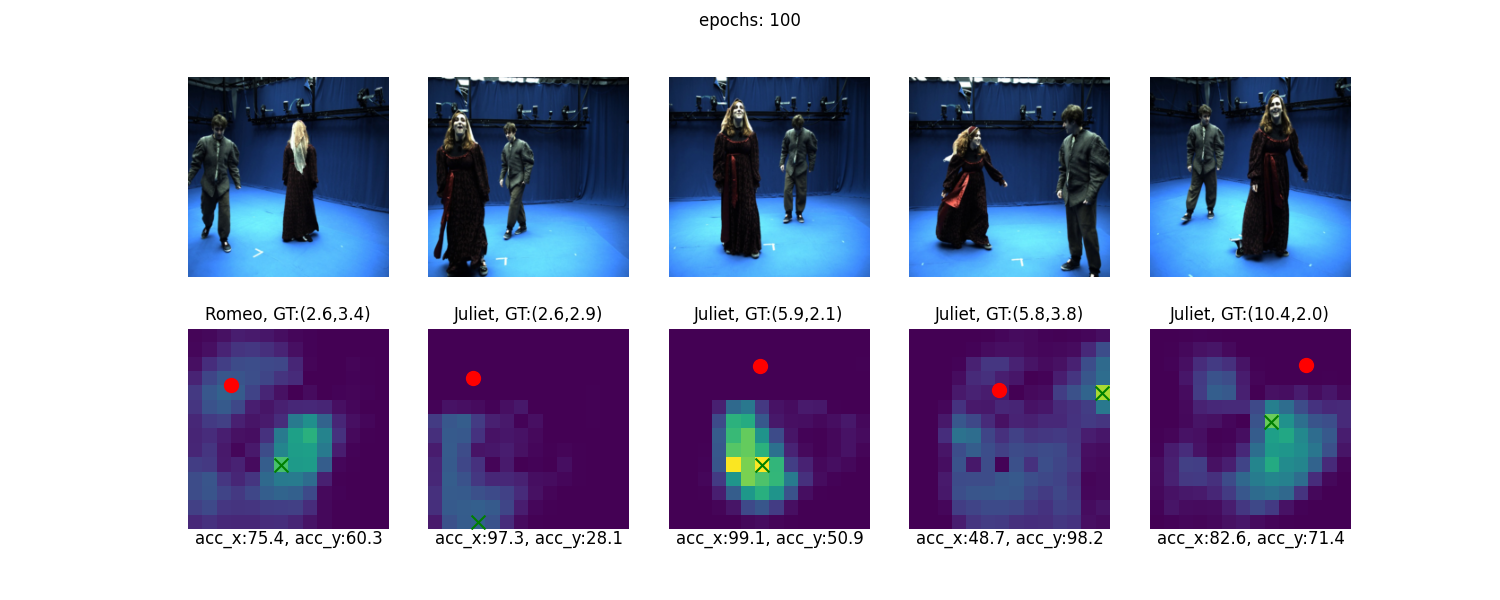 epochs: 100
Romeo, GT:(2.6,3.4)
Juliet, GT:(2.6,2.9)
Juliet, GT:(5.9,2.1)
Juliet, GT:(5.8,3.8)
Juliet, GT:(10.4,2.0)
acc_x:75.4, acc_y:60.3
acc_x:97.3, acc_y:28.1
acc_x:99.1, acc_y:50.9
acc_x:48.7, acc_y:98.2
acc_x:82.6, acc_y:71.4